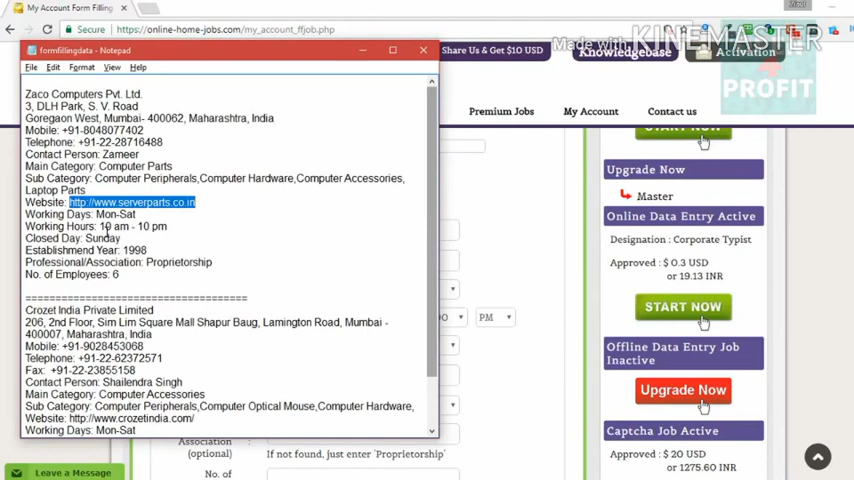 My Account Form Filling
Secure
https://online-home-jobs.com/my_account_ffjob.php
formfillingdata - Notepad
File Edit Format View Help
Zaco Computers Pvt. Ltd.
3, DLH Park, S. V. Road
Goregaon West, Mumbai- 400062, Maharashtra, India
Mobile: +91-8048077402
Telephone: +91-22-28716488
Contact Person: Zameer
Main Category: Computer Parts
Sub Category: Computer Peripherals,Computer Hardware,Computer Accessories,
Laptop Parts
Website: http://www.serverparts.co.in
Working Days: Mon-Sat
Working Hours: 10 am - 10 pm
Closed Day: Sunday
Establishmend Year: 1998
Professional/Association: Proprietorship
No. of Employees: 6
=====================================
Crozet India Private Limited
206, 2nd Floor, Sim Lim Square Mall Shapur Baug, Lamington Road, Mumbai -
400007, Maharashtra, India
Mobile: +91-9028453068
Telephone: +91-22-62372571
Fax: +91-22-23855158
Contact Person: Shailendra Singh
Main Category: Computer Accessories
Sub Category: Computer Peripherals,Computer Optical Mouse,Computer Hardware,
Website: http://www.crozetindia.com/
Working Days: Mon-Sat
Share Us & Get $10 USD
Knowledgebase
Activation
Made with KINEMASTER
4
PROFIT
Premium Jobs
My Account
Contact us
PM
Association
(optional)
If not found, just enter 'Proprietorship'
No. of
Leave a Message
START NOW
Upgrade Now
Master
Online Data Entry Active
Designation : Corporate Typist
Approved : $ 0.3 USD
or 19.13 INR
START NOW
Offline Data Entry Job
Inactive
Upgrade Now
Captcha Job Active
Approved : $ 20 USD
or 1275.60 INR